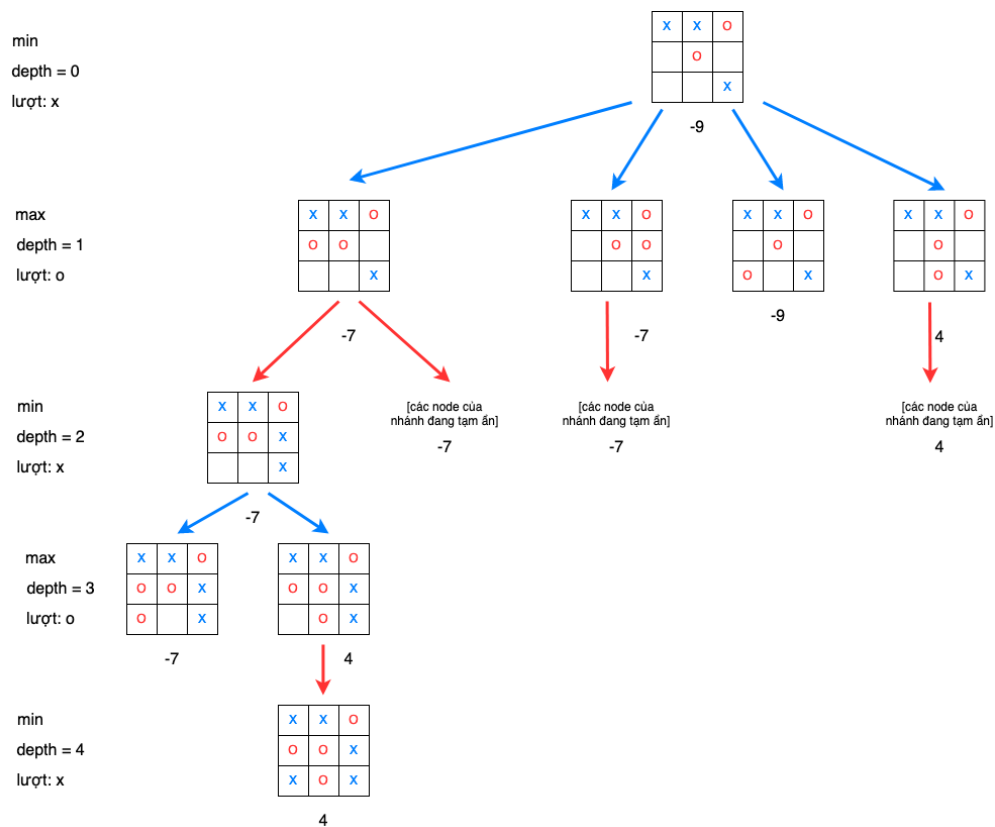 min
depth = 0
lượt: x
X X O
O
X
-9
max
depth = 1
lượt: o
X X O
O O
X
-7
X X O
O O
X
-7
X X O
O
O X
-9
X X O
O
O X
4
min
depth = 2
lượt: x
X X O
O O X
X
-7
[các node của
nhánh đang tạm ẩn]
-7
[các node của
nhánh đang tạm ẩn]
-7
[các node của
nhánh đang tạm ẩn]
4
max
depth = 3
lượt: o
X X O
O O X
O X
-7
X X O
O O X
O X
4
min
depth = 4
lượt: x
X X O
O O X
X O X
4